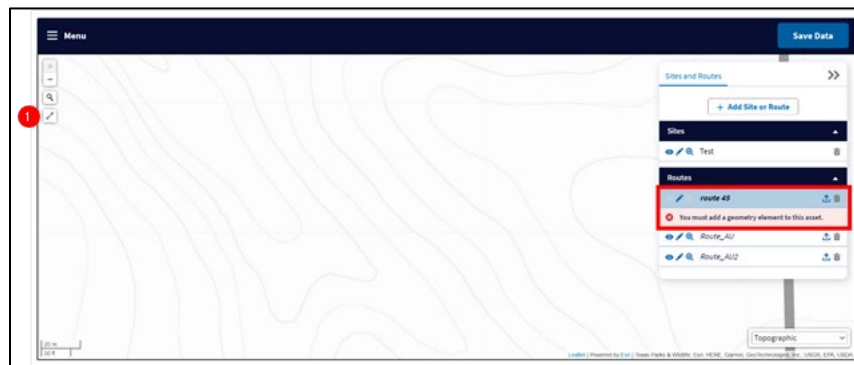 Menu
Save Data
Sites and Routes
+ Add Site or Route
1
Sites
Test
Routes
route 45
You must add a geometry element to this asset.
Route_AU
Route_AU2
20 m
50 ft
Topographic
Leaflet | Powered by Esri | Texas Parks & Wildlife, Esri, HERE, Garmin, GeoTechnologies, Inc., USGS, EPA, USDA